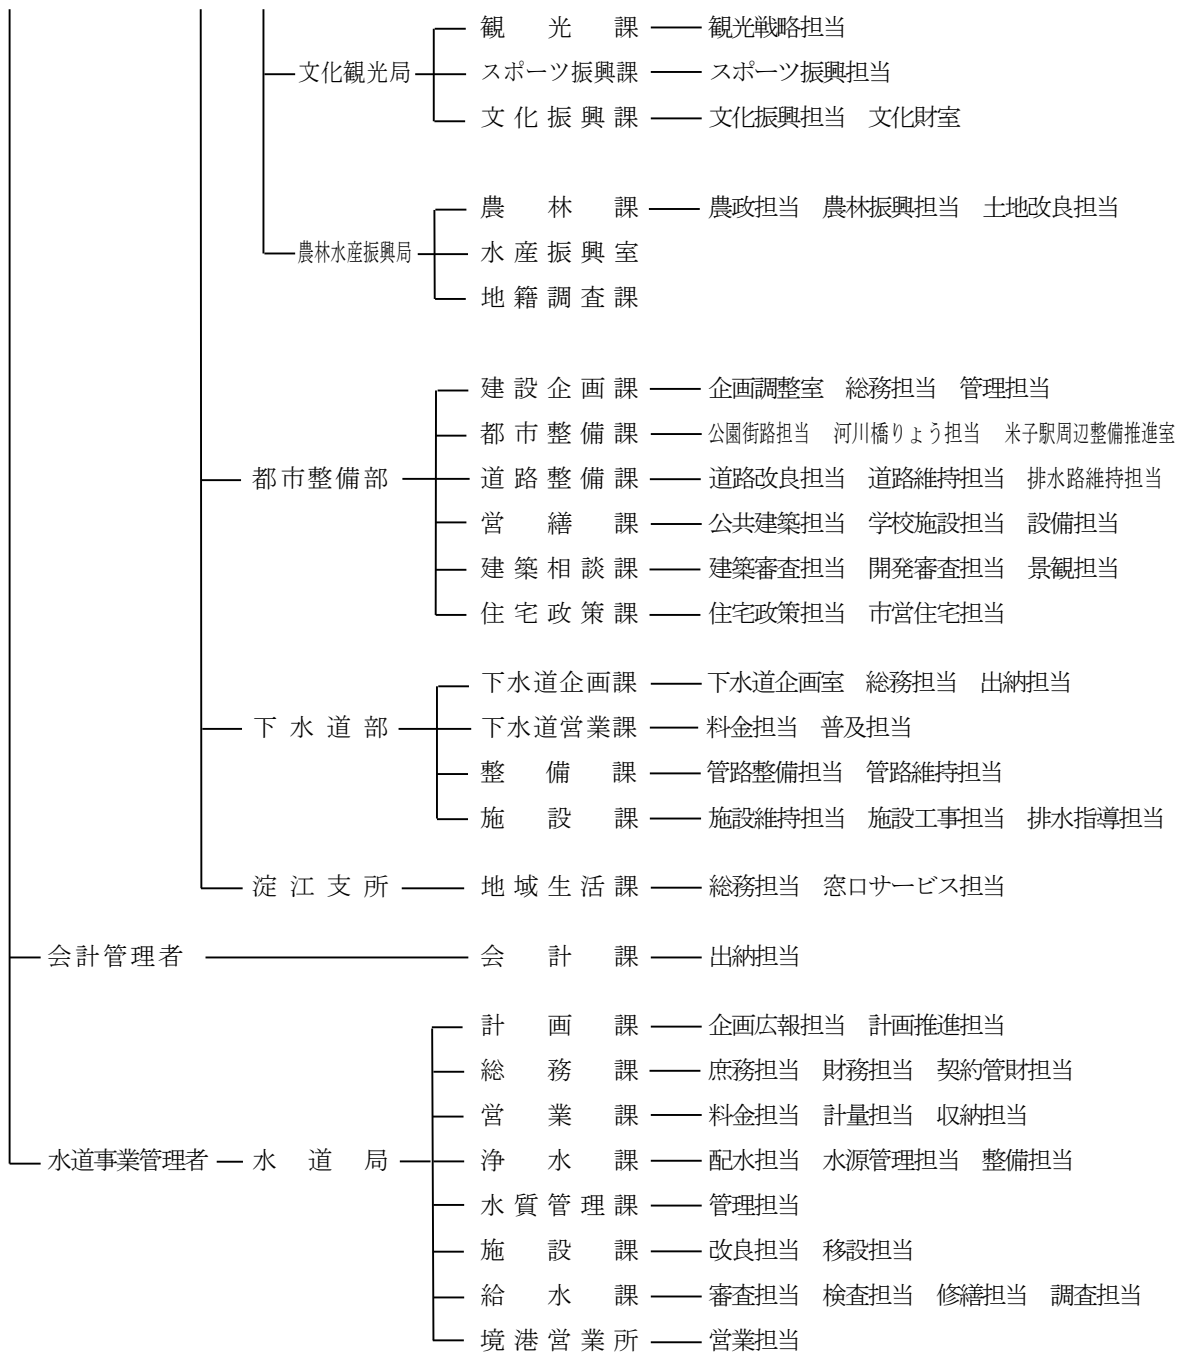 観光課 観光戦略担当
文化観光局 スポーツ振興課 スポーツ振興担当
文化振興課 文化振興担当 文化財室
農林課 農政担当 農林振興担当 土地改良担当
農林水産振興局 水産振興室
地籍調査課
建設企画課 企画調整室 総務担当 管理担当
都市整備課 公園街路担当 河川橋りょう担当 米子駅周辺整備推進室
都市整備部 道路整備課 道路改良担当 道路維持担当 排水路維持担当
営繕課 公共建築担当 学校施設担当 設備担当
建築相談課 建築審査担当 開発審査担当 景観担当
住宅政策課 住宅政策担当 市営住宅担当
下水道企画課 下水道企画室 総務担当 出納担当
下水道部 下水道営業課 料金担当 普及担当
整備課 管路整備担当 管路維持担当
施設課 施設維持担当 施設工事担当 排水指導担当
淀江支所 地域生活課 総務担当 窓口サービス担当
会計管理者 会計課 出納担当
計画課 企画広報担当 計画推進担当
総務課 庶務担当 財務担当 契約管財担当
営業課 料金担当 計量担当 収納担当
水道事業管理者 水道局 浄水課 配水担当 水源管理担当 整備担当
水質管理課 管理担当
施設課 改良担当 移設担当
給水課 審査担当 検査担当 修繕担当 調査担当
境港営業所 営業担当